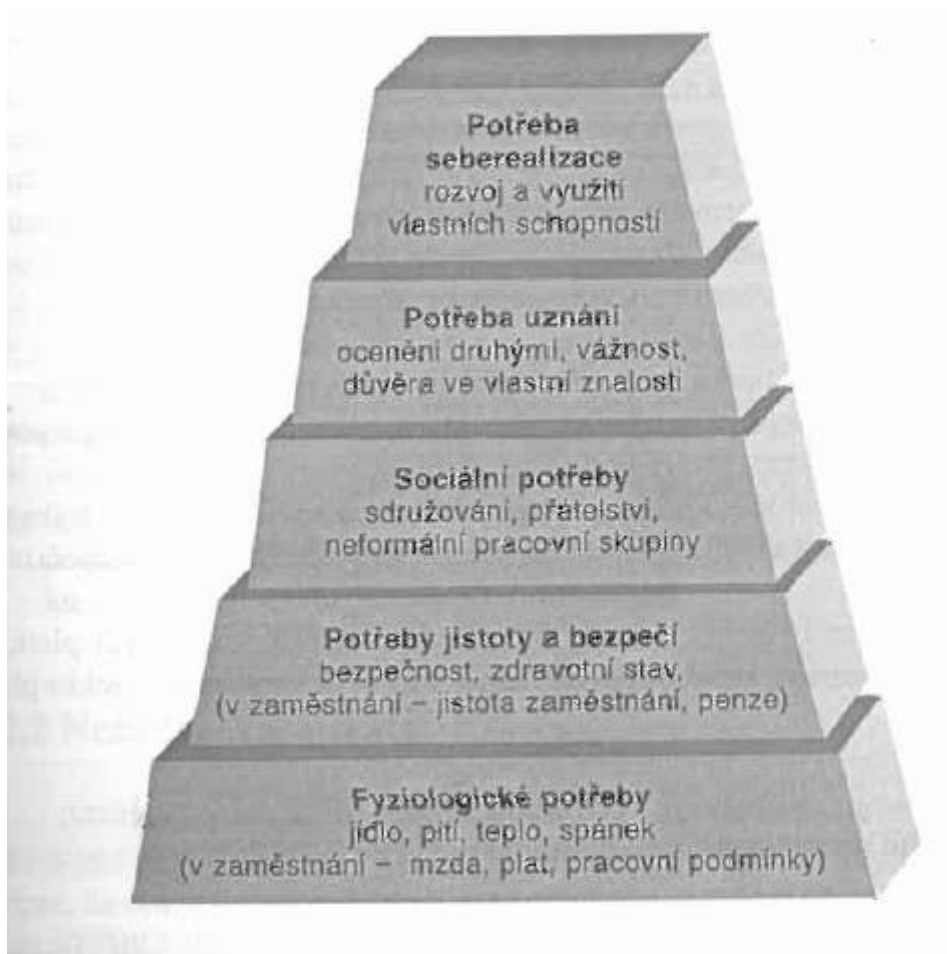 Potřeba
seberealizace
rozvoj a využití
vlastních schopností
Potřeba uznání
ocenění druhými, vážnost,
důvěra ve vlastní znalosti
Sociální potřeby
sdružování, přátelství,
neformální pracovní skupiny
Potřeby jistoty a bezpečí
bezpečnost, zdravotní stav,
(v zaměstnání – jistota zaměstnání, penze)
Fyziologické potřeby
jídlo, pití, teplo, spánek
(v zaměstnání – mzda, plat, pracovní podmínky)